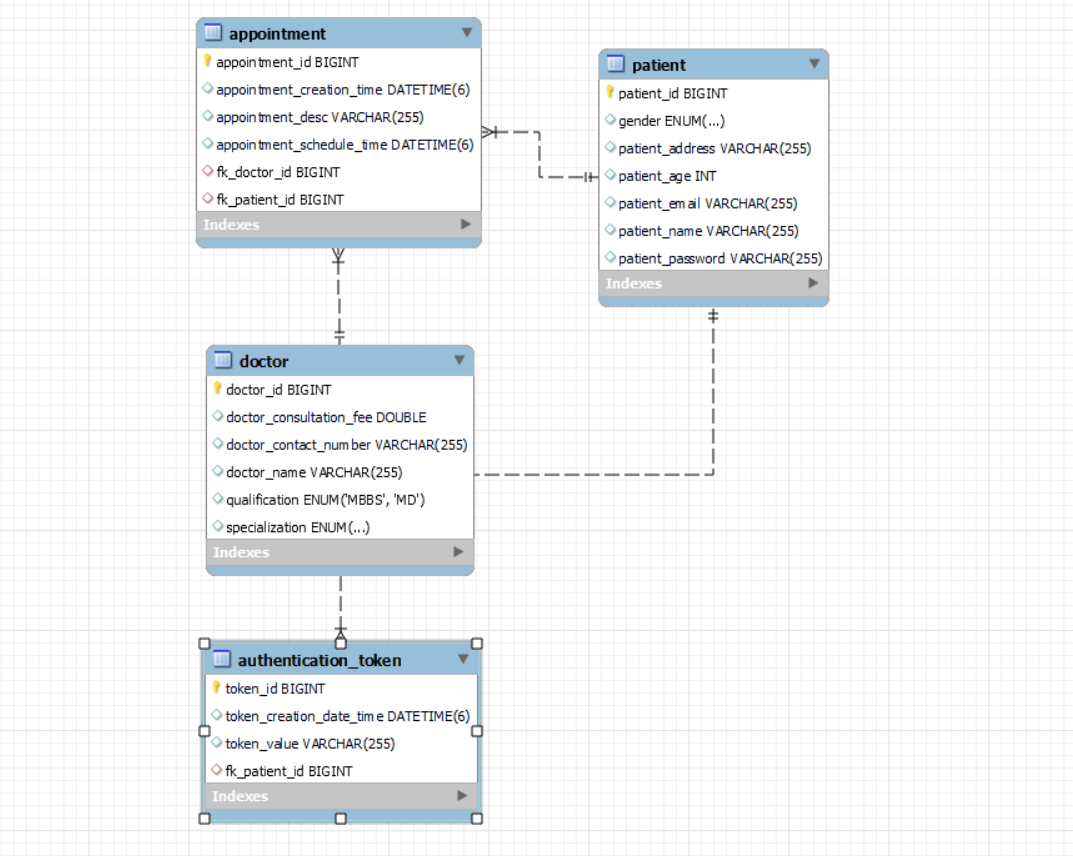 appointment
appointment_id BIGINT
appointment_creation_time DATETIME(6)
appointment_desc VARCHAR(255)
appointment_schedule_time DATETIME(6)
fk_doctor_id BIGINT
fk_patient_id BIGINT
Indexes
patient
patient_id BIGINT
gender ENUM(...)
patient_address VARCHAR(255)
patient_age INT
patient_email VARCHAR(255)
patient_name VARCHAR(255)
patient_password VARCHAR(255)
Indexes
doctor
doctor_id BIGINT
doctor_consultation_fee DOUBLE
doctor_contact_number VARCHAR(255)
doctor_name VARCHAR(255)
qualification ENUM('MBBS', 'MD')
specialization ENUM(...)
Indexes
authentication_token
token_id BIGINT
token_creation_date_time DATETIME(6)
token_value VARCHAR(255)
fk_patient_id BIGINT
Indexes